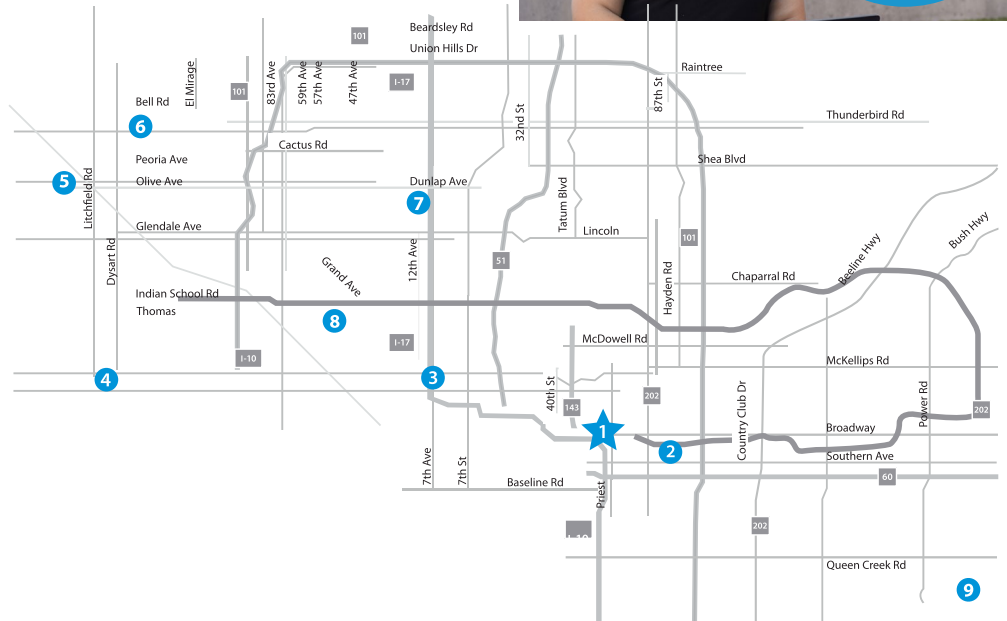 Beardsley Rd
101
Union Hills Dr
Raintree
El Mirage
83rd Ave
59th Ave
57th Ave
47th Ave
I-17
87th St
101
Bell Rd
32nd St
Thunderbird Rd
6
Cactus Rd
Peoria Ave
Shea Blvd
5
Olive Ave
Dunlap Ave
Litchfield Rd
7
Tatum Blvd
Glendale Ave
Lincoln
101
Bush Hwy
Dysart Rd
12th Ave
51
Beeline Hwy
Grand Ave
Hayden Rd
Chaparral Rd
Indian School Rd
Thomas
8
I-17
McDowell Rd
I-10
McKellips Rd
4
3
40th St
202
143
Country Club Dr
Power Rd
202
1
Broadway
2
Southern Ave
7th Ave
7th St
60
Baseline Rd
Priest
202
I-10
Queen Creek Rd
9